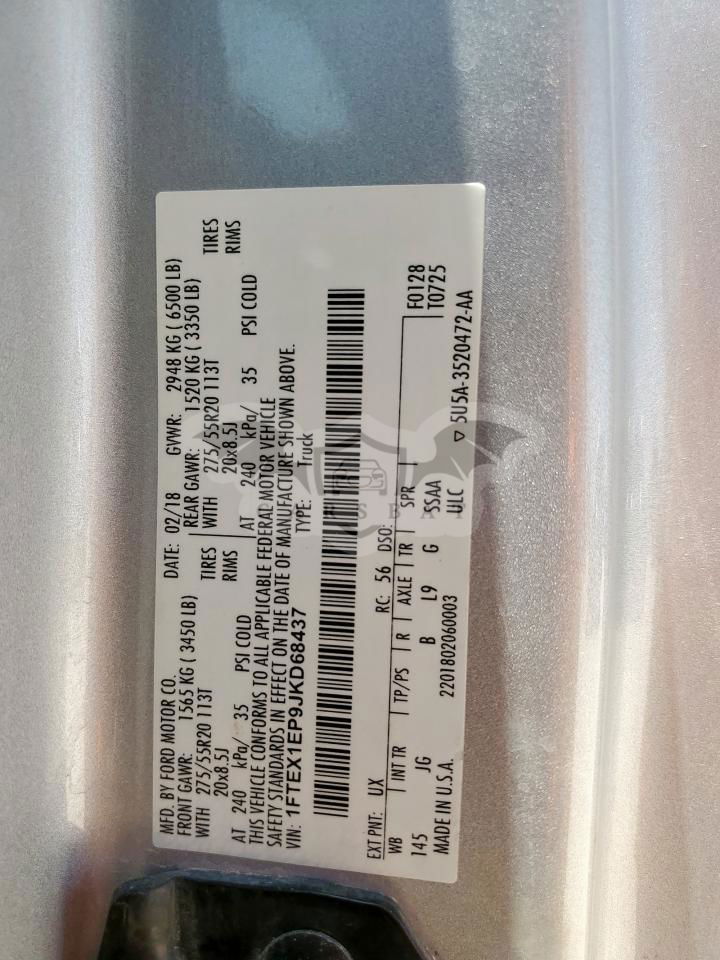 MFD. BY FORD MOTOR CO.
DATE: 02/18 GVWR: 2948 KG ( 6500 LB)
FRONT GAWR: 1565 KG ( 3450 LB)
REAR GAWR: 1520 KG ( 3350 LB)
WITH 275/55R20 113T TIRES
WITH 275/55R20 113T TIRES
20x8.5J RIMS
20x8.5J RIMS
AT 240 kPa/ 35 PSI COLD
AT 240 kPa/ 35 PSI COLD
THIS VEHICLE CONFORMS TO ALL APPLICABLE FEDERAL MOTOR VEHICLE
SAFETY STANDARDS IN EFFECT ON THE DATE OF MANUFACTURE SHOWN ABOVE.
VIN: 1FTEX1EP9JKD68437
TYPE: Truck
EXT PNT: UX RC: 56 DSO: F0128
WB INT TR TP/PS R AXLE TR SPR T0725
145 JG B L9 G SSAA
MADE IN U.S.A. 2201802060003 ULC ▽ 5U5A-3520472-AA